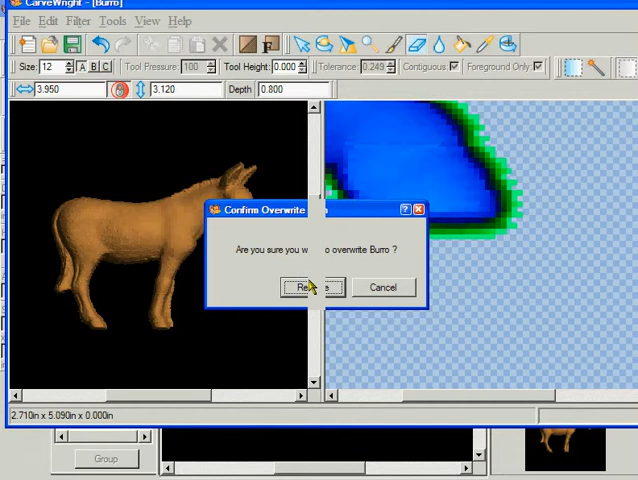 CarveWright - [Burro]
File Edit Filter Tools View Help
Size: 12 A B C Tool Pressure: 100 Tool Height: 0.000 Tolerance: 0.249 Contiguous: Foreground Only:
3.950 3.120 Depth 0.800
Confirm Overwrite
Are you sure you w o overwrite Burro ?
Re e Cancel
2.710in x 5.090in x 0.000in
Group